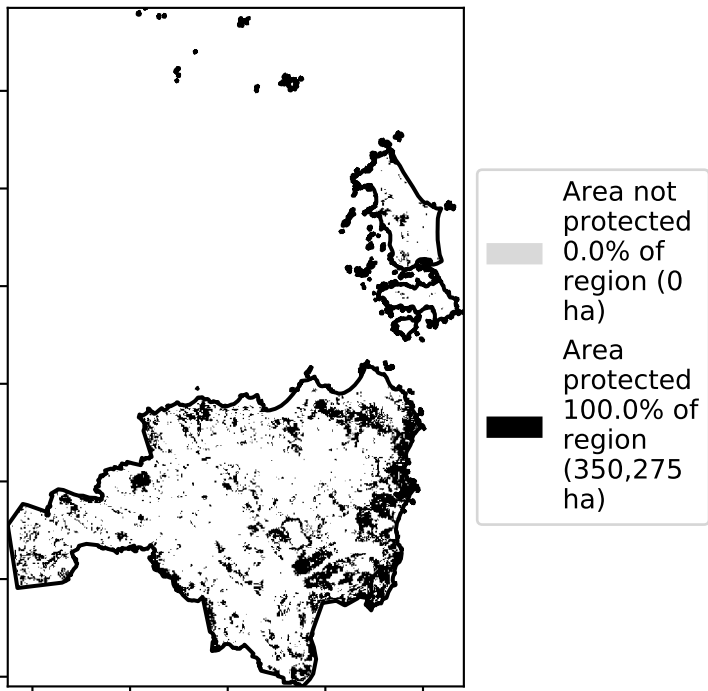 Area not
protected
0.0% of
region (0
ha)
Area
protected
100.0% of
region
(350,275
ha)